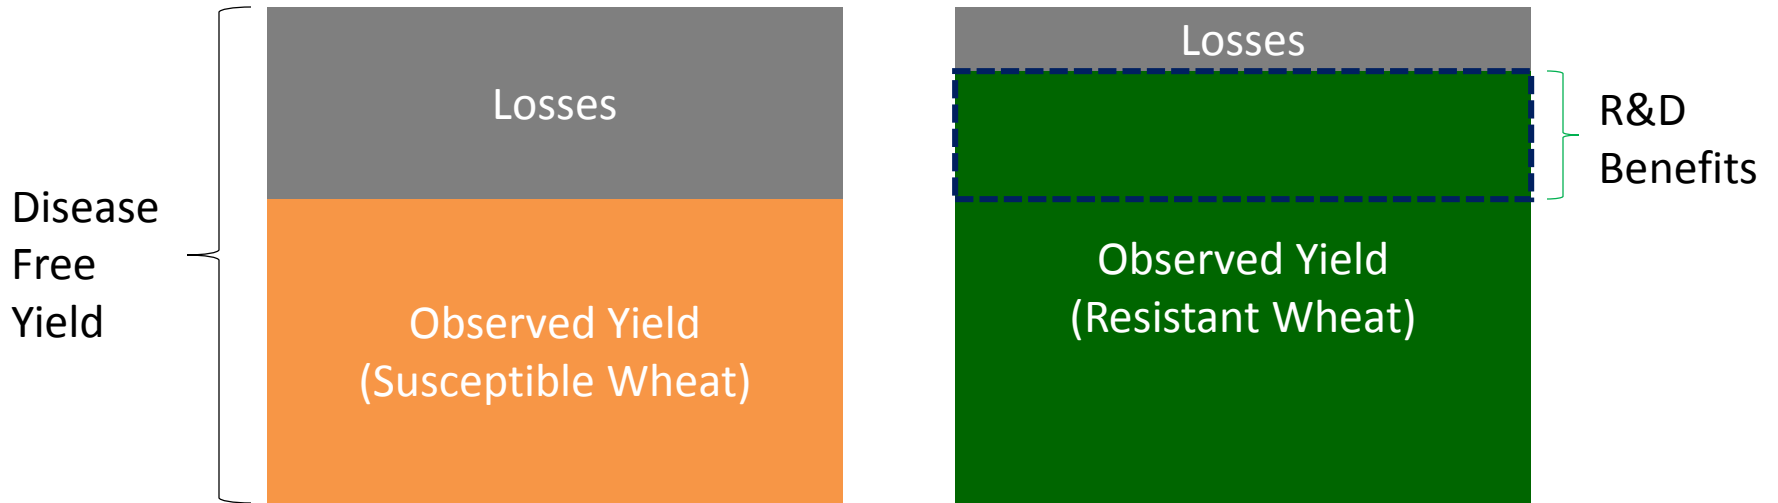 Disease
Free
Yield
Losses
Observed Yield
(Susceptible Wheat)
Losses
Observed Yield
(Resistant Wheat)
R&D
Benefits